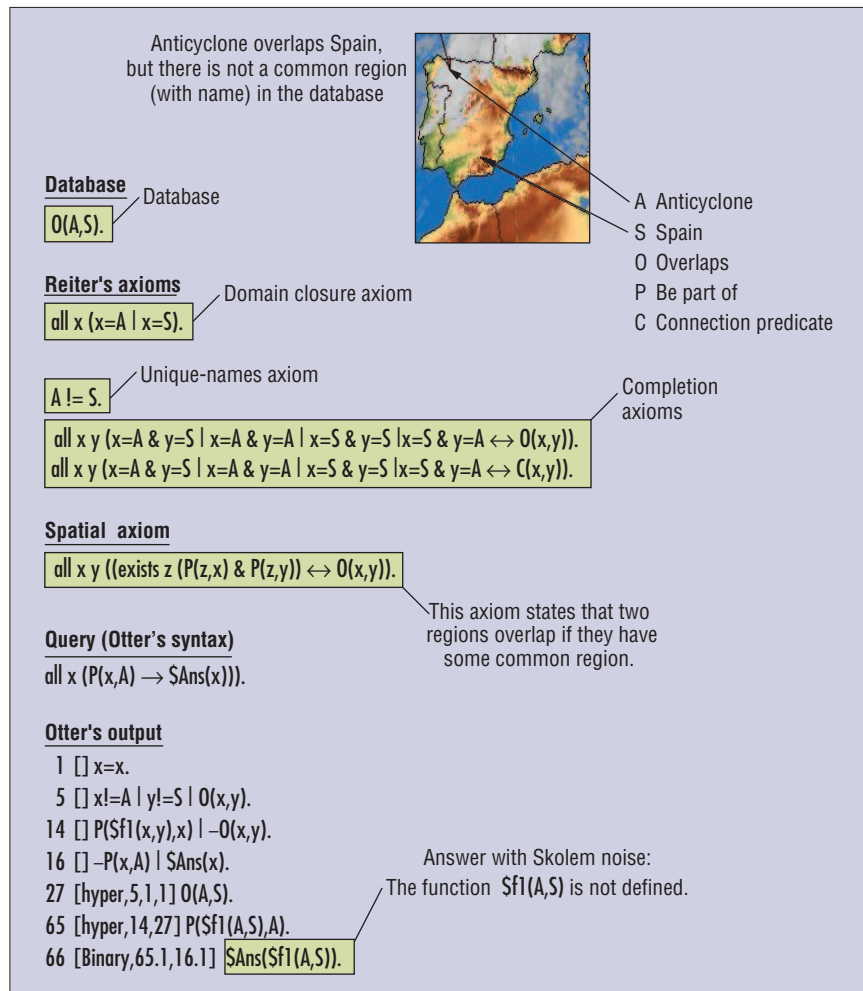 Anticyclone overlaps Spain,
but there is not a common region
(with name) in the database
A Anticyclone
S Spain
O Overlaps
P Be part of
C Connection predicate
Database
Database
O(A,S).
Reiter's axioms
Domain closure axiom
all x (x=A | x=S).
Unique-names axiom
A != S.
Completion
axioms
all x y (x=A & y=S | x=A & y=A | x=S & y=S |x=S & y=A ↔ O(x,y)).
all x y (x=A & y=S | x=A & y=A | x=S & y=S |x=S & y=A ↔ C(x,y)).
Spatial axiom
all x y ((exists z (P(z,x) & P(z,y)) ↔ O(x,y)).
This axiom states that two
regions overlap if they have
some common region.
Query (Otter's syntax)
all x (P(x,A) → $Ans(x))).
Otter's output
1 [] x=x.
5 [] x!=A | y!=S | O(x,y).
14 [] P($f1(x,y),x) | –O(x,y).
16 [] –P(x,A) | $Ans(x).
27 [hyper,5,1,1] O(A,S).
65 [hyper,14,27] P($f1(A,S),A).
66 [Binary,65.1,16.1] $Ans($f1(A,S)).
Answer with Skolem noise:
The function $f1(A,S) is not defined.